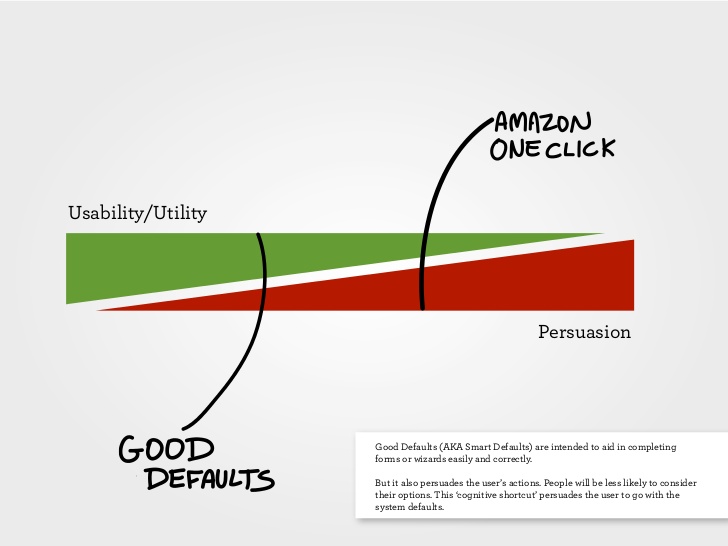 AMAZON
ONE CLICK
Usability/Utility
Persuasion
GOOD
DEFAULTS
Good Defaults (AKA Smart Defaults) are intended to aid in completing
forms or wizards easily and correctly.
But it also persuades the user's actions. People will be less likely to consider
their options. This ‘cognitive shortcut’ persuades the user to go with the
system defaults.